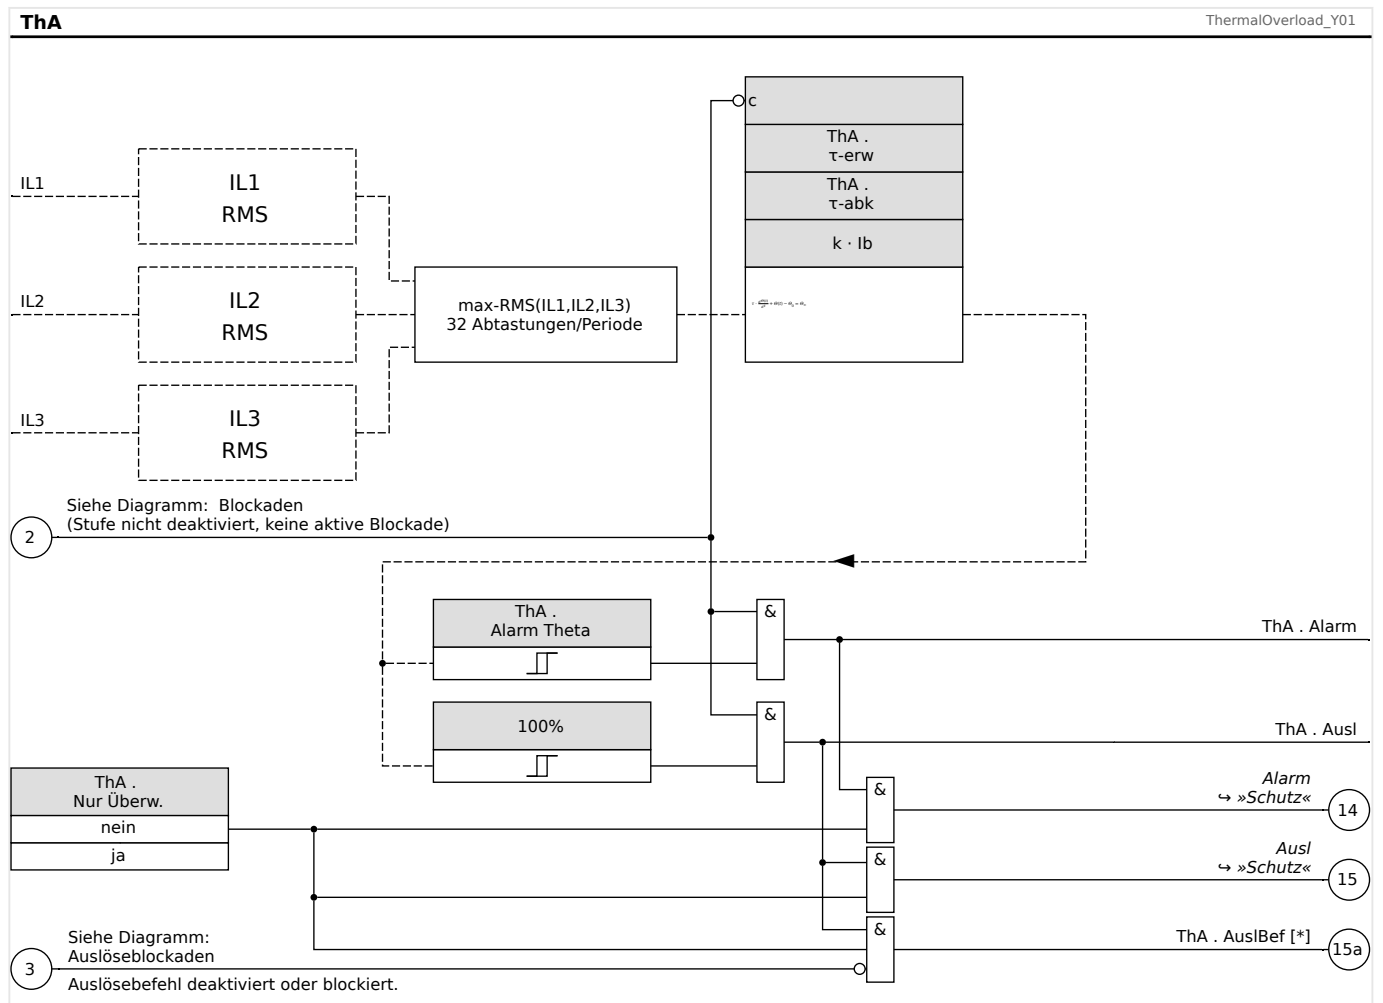 ThA
ThermalOverload_Y01
c
ThA .
τ-erw
ThA .
τ-abk
k · Ib
IL1
IL1
RMS
IL2
IL2
RMS
IL3
IL3
RMS
max-RMS(IL1,IL2,IL3)
32 Abtastungen/Periode
Siehe Diagramm: Blockaden
(Stufe nicht deaktiviert, keine aktive Blockade)
2
ThA .
Alarm Theta
&
ThA . Alarm
100%
&
ThA . Ausl
ThA .
Nur Überw.
nein
ja
&
Alarm
↪ »Schutz«
14
&
Ausl
↪ »Schutz«
15
&
ThA . AuslBef [*]
15a
Siehe Diagramm:
Auslöseblockaden
3
Auslösebefehl deaktiviert oder blockiert.